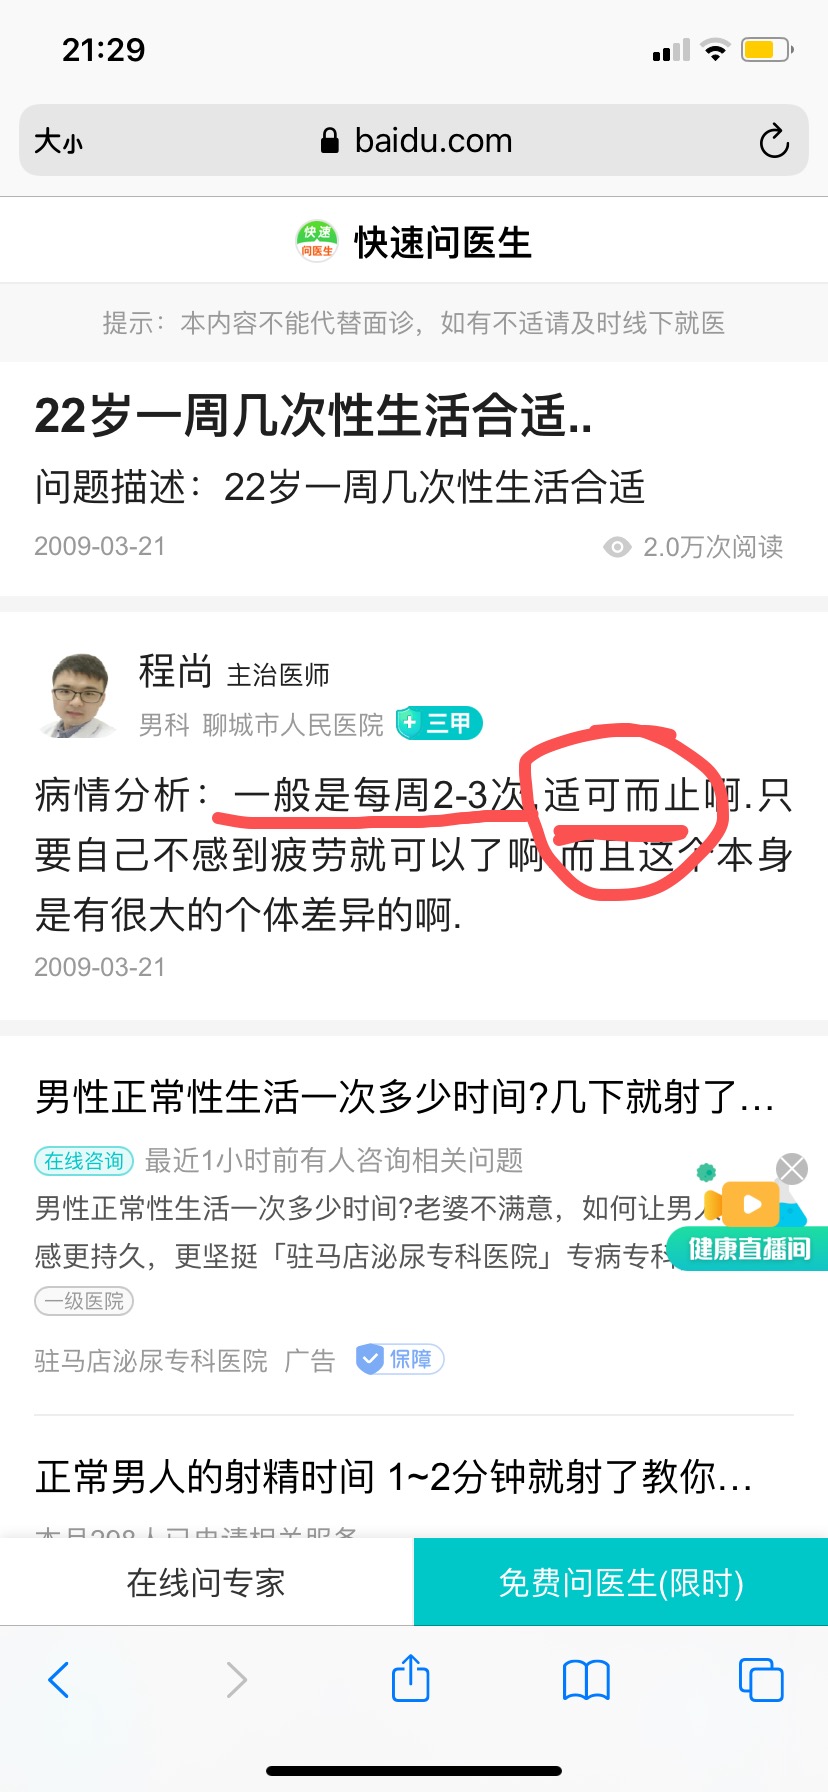 21:29
大小 baidu.com
快速问医生 快速问医生
提示：本内容不能代替面诊，如有不适请及时线下就医
22岁一周几次性生活合适..
问题描述：22岁一周几次性生活合适
2009-03-21 2.0万次阅读
程尚 主治医师
男科 聊城市人民医院 三甲
病情分析：一般是每周2-3次,适可而止啊.只
要自己不感到疲劳就可以了啊 而且这个本身
是有很大的个体差异的啊.
2009-03-21
男性正常性生活一次多少时间?几下就射了...
在线咨询 最近1小时前有人咨询相关问题
男性正常性生活一次多少时间?老婆不满意，如何让男人
感更持久，更坚挺「驻马店泌尿专科医院」专病专科
健康直播间
一级医院
驻马店泌尿专科医院 广告 保障
正常男人的射精时间 1~2分钟就射了教你...
本月298人已申请相关服务
在线问专家 免费问医生(限时)